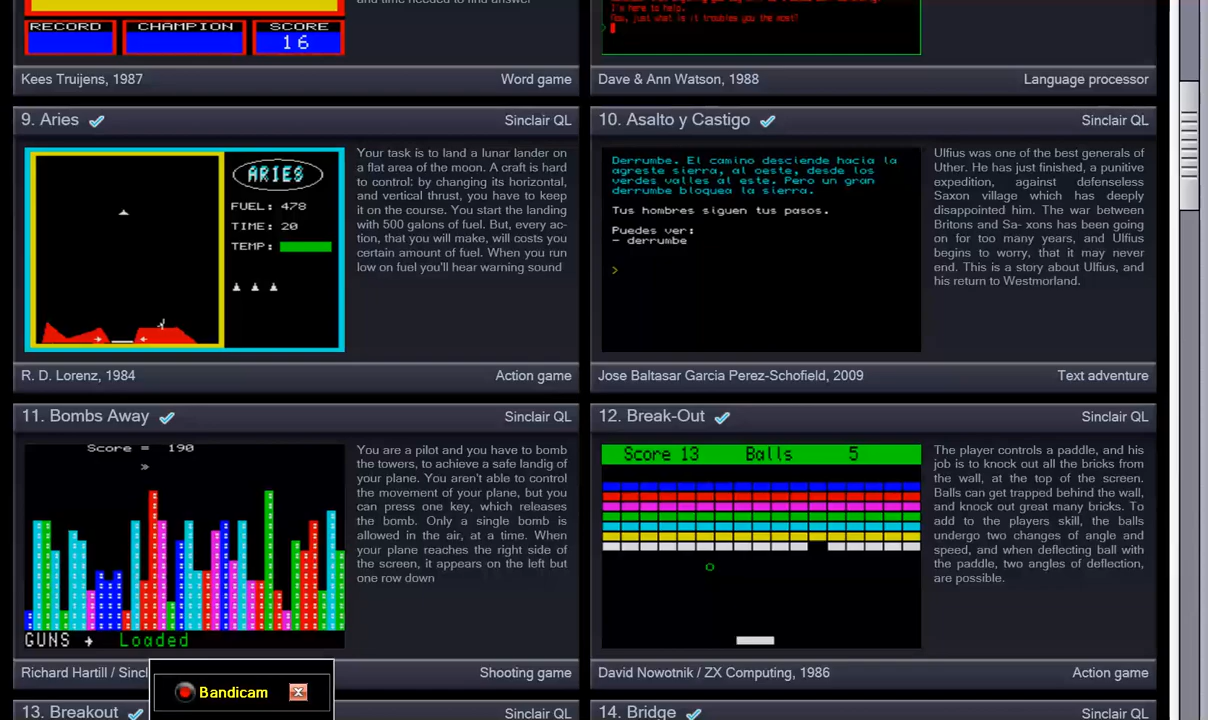 and time needed to find answer
RECORD CHAMPION SCORE
16
Kees Truijens, 1987 Word game
I'm here to help.
Now, just what is it troubles you the most?
Dave & Ann Watson, 1988 Language processor
9. Aries Sinclair QL
ARIES
FUEL: 478
TIME: 20
TEMP:
Your task is to land a lunar lander on
a flat area of the moon. A craft is hard
to control: by changing its horizontal,
and vertical thrust, you have to keep
it on the course. You start the landing
with 500 galons of fuel. But, every ac-
tion, that you will make, will costs you
certain amount of fuel. When you run
low on fuel you'll hear warning sound
R. D. Lorenz, 1984 Action game
10. Asalto y Castigo Sinclair QL
Derrumbe. El camino desciende hacia la
agreste sierra, al oeste, desde los
verdes valles al este. Pero un gran
derrumbe bloquea la sierra.
Tus hombres siguen tus pasos.
Puedes ver:
- derrumbe
>
Ulfius was one of the best generals of
Uther. He has just finished, a punitive
expedition, against defenseless
Saxon village which has deeply
disappointed him. The war between
Britons and Sa- xons has been going
on for too many years, and Ulfius
begins to worry, that it may never
end. This is a story about Ulfius, and
his return to Westmorland.
Jose Baltasar Garcia Perez-Schofield, 2009 Text adventure
11. Bombs Away Sinclair QL
Score = 190
GUNS → Loaded
You are a pilot and you have to bomb
the towers, to achieve a safe landig of
your plane. You aren't able to control
the movement of your plane, but you
can press one key, which releases
the bomb. Only a single bomb is
allowed in the air, at a time. When
your plane reaches the right side of
the screen, it appears on the left but
one row down
Richard Hartill / Sincl Shooting game
12. Break-Out Sinclair QL
Score 13 Balls 5
The player controls a paddle, and his
job is to knock out all the bricks from
the wall, at the top of the screen.
Balls can get trapped behind the wall,
and knock out great many bricks. To
add to the players skill, the balls
undergo two changes of angle and
speed, and when deflecting ball with
the paddle, two angles of deflection,
are possible.
David Nowotnik / ZX Computing, 1986 Action game
Bandicam
13. Breakout Sinclair QL
14. Bridge Sinclair QL